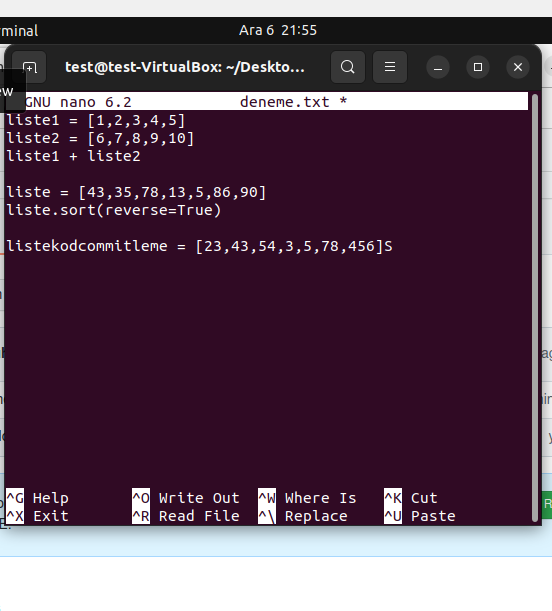 minal
Ara 6 21:55
test@test-VirtualBox: ~/Deskto...
ew
GNU nano 6.2 deneme.txt *
liste1 = [1,2,3,4,5]
liste2 = [6,7,8,9,10]
liste1 + liste2
liste = [43,35,78,13,5,86,90]
liste.sort(reverse=True)
listekodcommitleme = [23,43,54,3,5,78,456]S
^G Help ^O Write Out ^W Where Is ^K Cut
^X Exit ^R Read File ^\ Replace ^U Paste